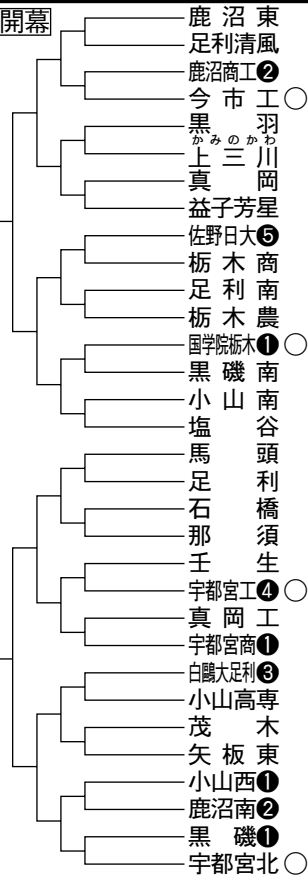 開幕
鹿沼東
足利清風
鹿沼商工❷
今市工○
黒羽
かみのかわ
上三川
真岡
益子芳星
佐野日大❺
栃木商
足利南
栃木農
国学院栃木❶○
黒磯南
小山南
塩谷
馬頭
足利
石橋
那須
壬生
宇都宮工❹○
真岡工
宇都宮商❶
白鷗大足利❸
小山高専
茂木
矢板東
小山西❶
鹿沼南❷
黒磯❶
宇都宮北○